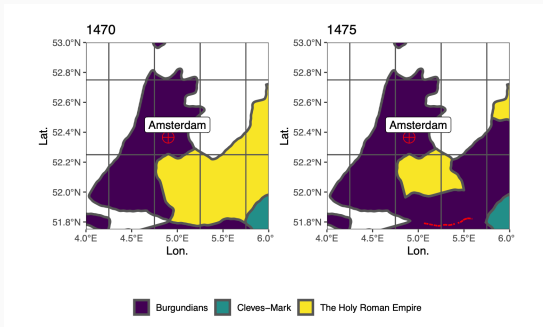 1470
53.0°N
52.8°N
52.6°N
52.4°N
52.2°N
52.0°N
51.8°N
Lat.
Amsterdam
4.0°E 4.5°E 5.0°E 5.5°E 6.0°
Lon.
1475
53.0°N
52.8°N
52.6°N
52.4°N
52.2°N
52.0°N
51.8°N
Lat.
Amsterdam
4.0°E 4.5°E 5.0°E 5.5°E 6.0°
Lon.
Burgundians Cleves−Mark The Holy Roman Empire